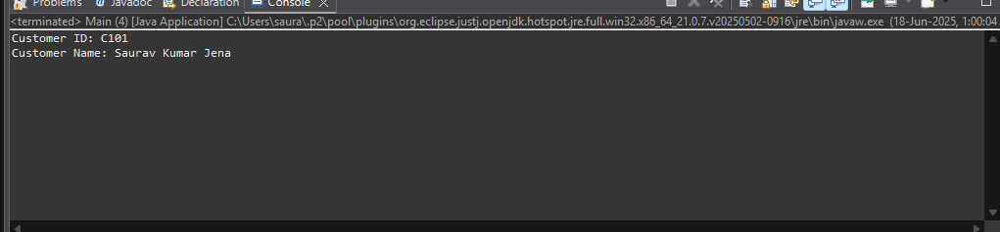 Problems Javadoc Declaration Console
<terminated> Main (4) [Java Application] C:\Users\saura\.p2\pool\plugins\org.eclipse.justj.openjdk.hotspot.jre.full.win32.x86_64_21.0.7.v20250502-0916\jre\bin\javaw.exe (18-Jun-2025, 1:00:04
Customer ID: C101
Customer Name: Saurav Kumar Jena